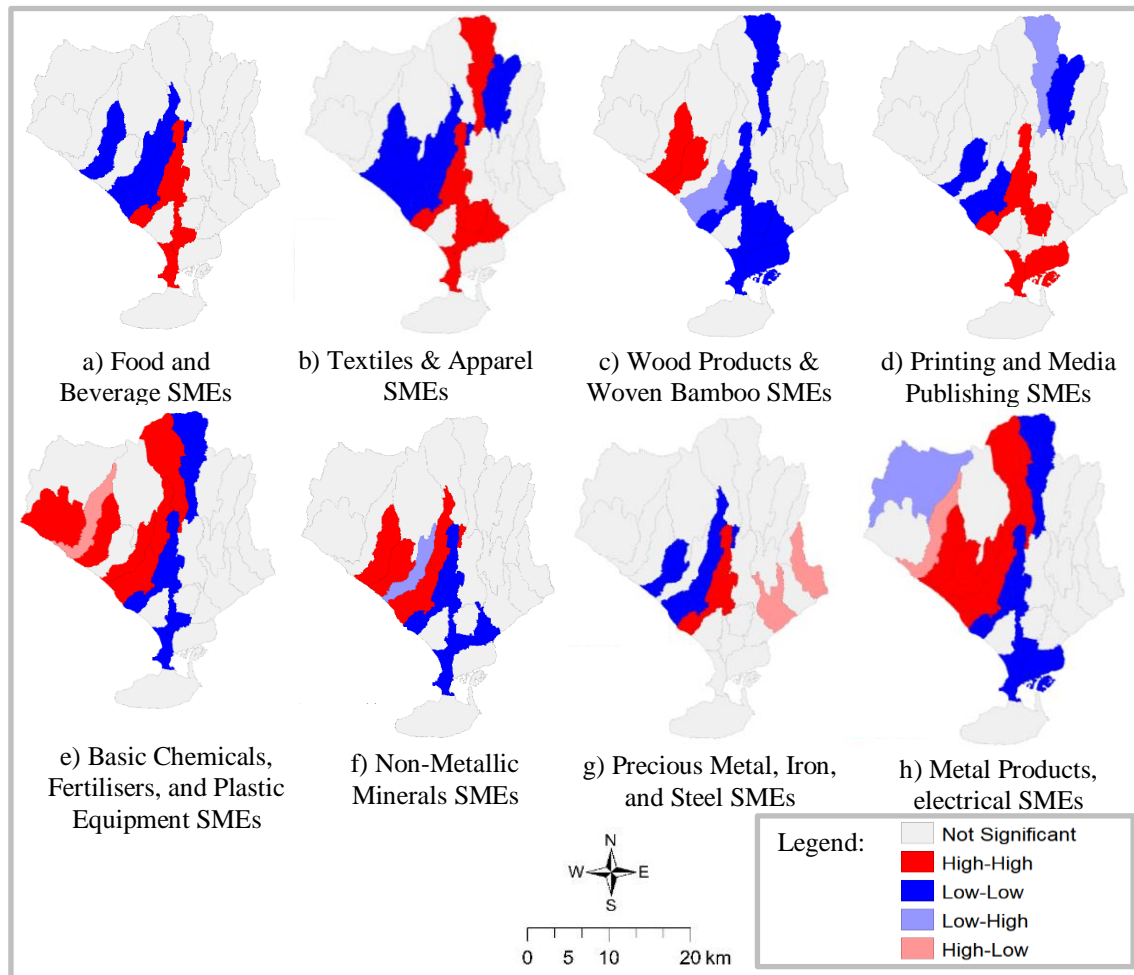 a) Food and
Beverage SMEs
b) Textiles & Apparel
SMEs
c) Wood Products &
Woven Bamboo SMEs
d) Printing and Media
Publishing SMEs
e) Basic Chemicals,
Fertilisers, and Plastic
Equipment SMEs
f) Non-Metallic
Minerals SMEs
g) Precious Metal, Iron,
and Steel SMEs
h) Metal Products,
electrical SMEs
N
W E
S
0 5 10 20 km
Legend:
Not Significant
High-High
Low-Low
Low-High
High-Low